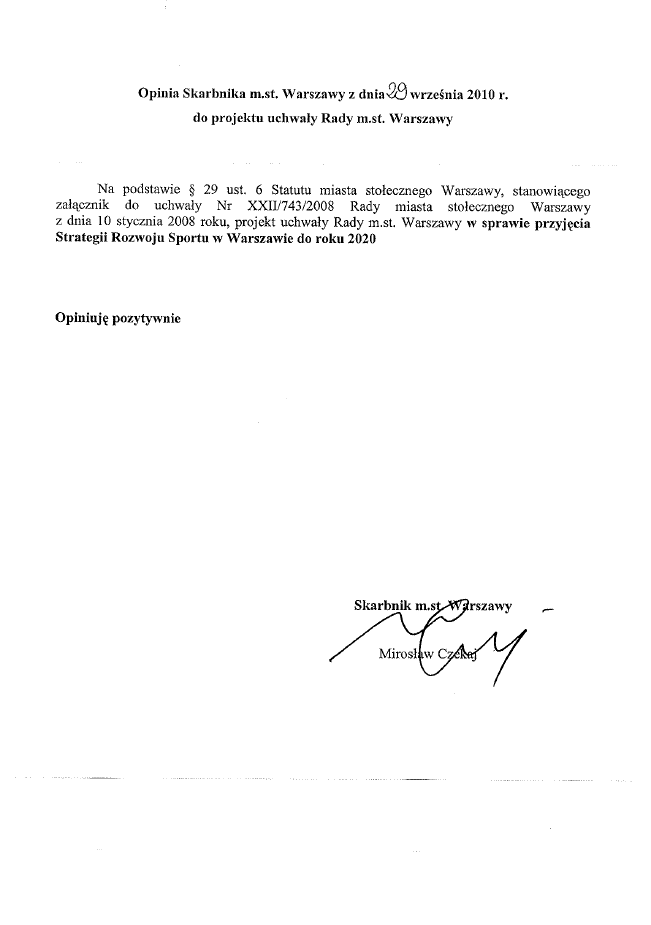 Opinia Skarbnika m.st. Warszawy z dnia 29 września 2010 r.
do projektu uchwały Rady m.st. Warszawy
Na podstawie § 29 ust. 6 Statutu miasta stołecznego Warszawy, stanowiącego
załącznik do uchwały Nr XXII/743/2008 Rady miasta stołecznego Warszawy
z dnia 10 stycznia 2008 roku, projekt uchwały Rady m.st. Warszawy w sprawie przyjęcia
Strategii Rozwoju Sportu w Warszawie do roku 2020
Opiniuję pozytywnie
Skarbnik m.st. Warszawy
Mirosław Czekaj